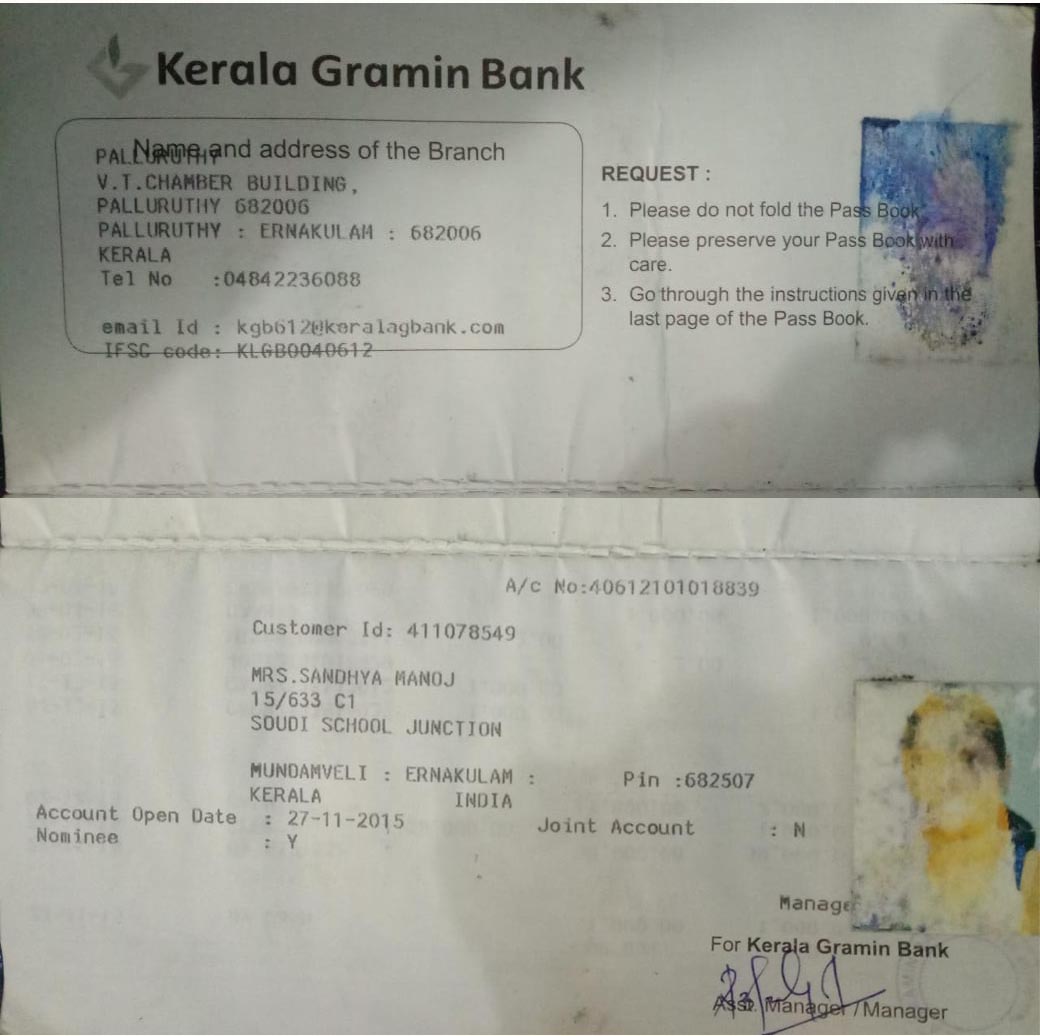 Kerala Gramin Bank
Name and address of the Branch
PALLURUTHY
V.T.CHAMBER BUILDING,
PALLURUTHY 682006
PALLURUTHY : ERNAKULAM : 682006
KERALA
Tel No :04842236088
email Id : kgb612@keralagbank.com
IFSC code: KLGB0040612
REQUEST :
1. Please do not fold the Pass Book
2. Please preserve your Pass Book with
care.
3. Go through the instructions given in the
last page of the Pass Book.
A/c No:40612101018839
Customer Id: 411078549
MRS.SANDHYA MANOJ
15/633 C1
SOUDI SCHOOL JUNCTION
MUNDAMVELI : ERNAKULAM : Pin :682507
KERALA INDIA
Account Open Date : 27-11-2015
Joint Account : N
Nominee : Y
Manage
For Kerala Gramin Bank
Asst. Manager / Manager